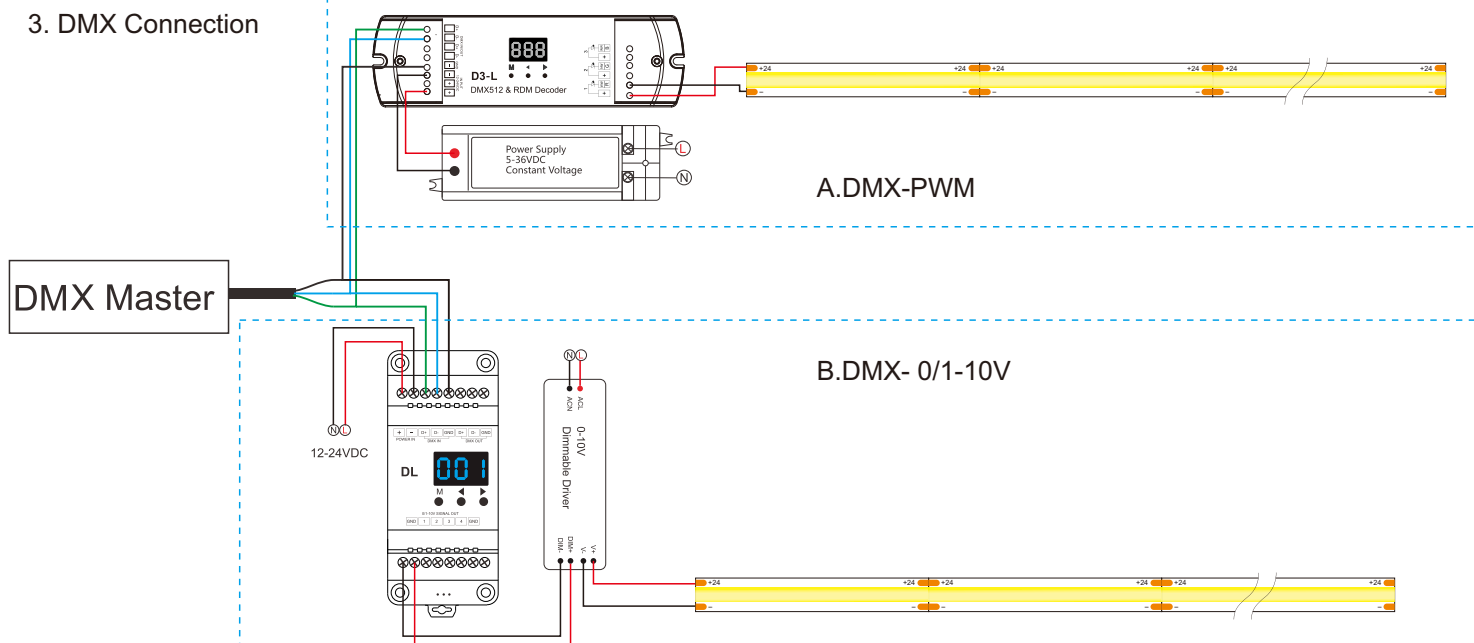 3. DMX Connection
888
M ◄ ►
D3-L
DMX512 & RDM Decoder
+24
+24
+24
+24
+24
+24
−
−
−
−
−
−
Power Supply
5-36VDC
Constant Voltage
L
N
A.DMX-PWM
DMX Master
B.DMX- 0/1-10V
N L
12-24VDC
+ − D+ D- GND D+ D- GND
POWER IN DMX IN DMX OUT
DL
001
M ◄ ►
0/1-10V SIGNAL OUT
GND 1 2 3 4 GND
N L
ACN
ACL
0-10V
Dimmable Driver
DIM-
DIM+
V-
V+
+24
+24
+24
+24
+24
+24
−
−
−
−
−
−